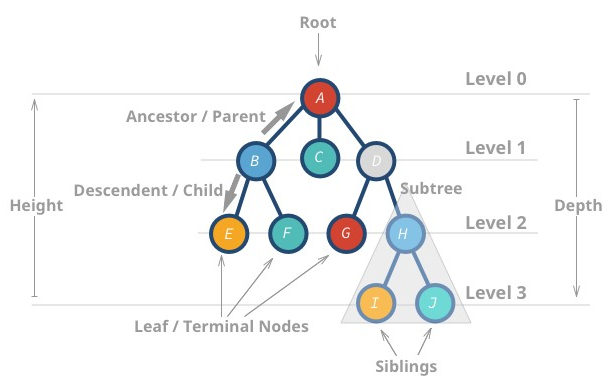 Root
Level 0
A
Ancestor / Parent
Level 1
B
C
D
Descendent / Child
Subtree
Height
Depth
Level 2
E
F
G
H
Level 3
I
J
Leaf / Terminal Nodes
Siblings